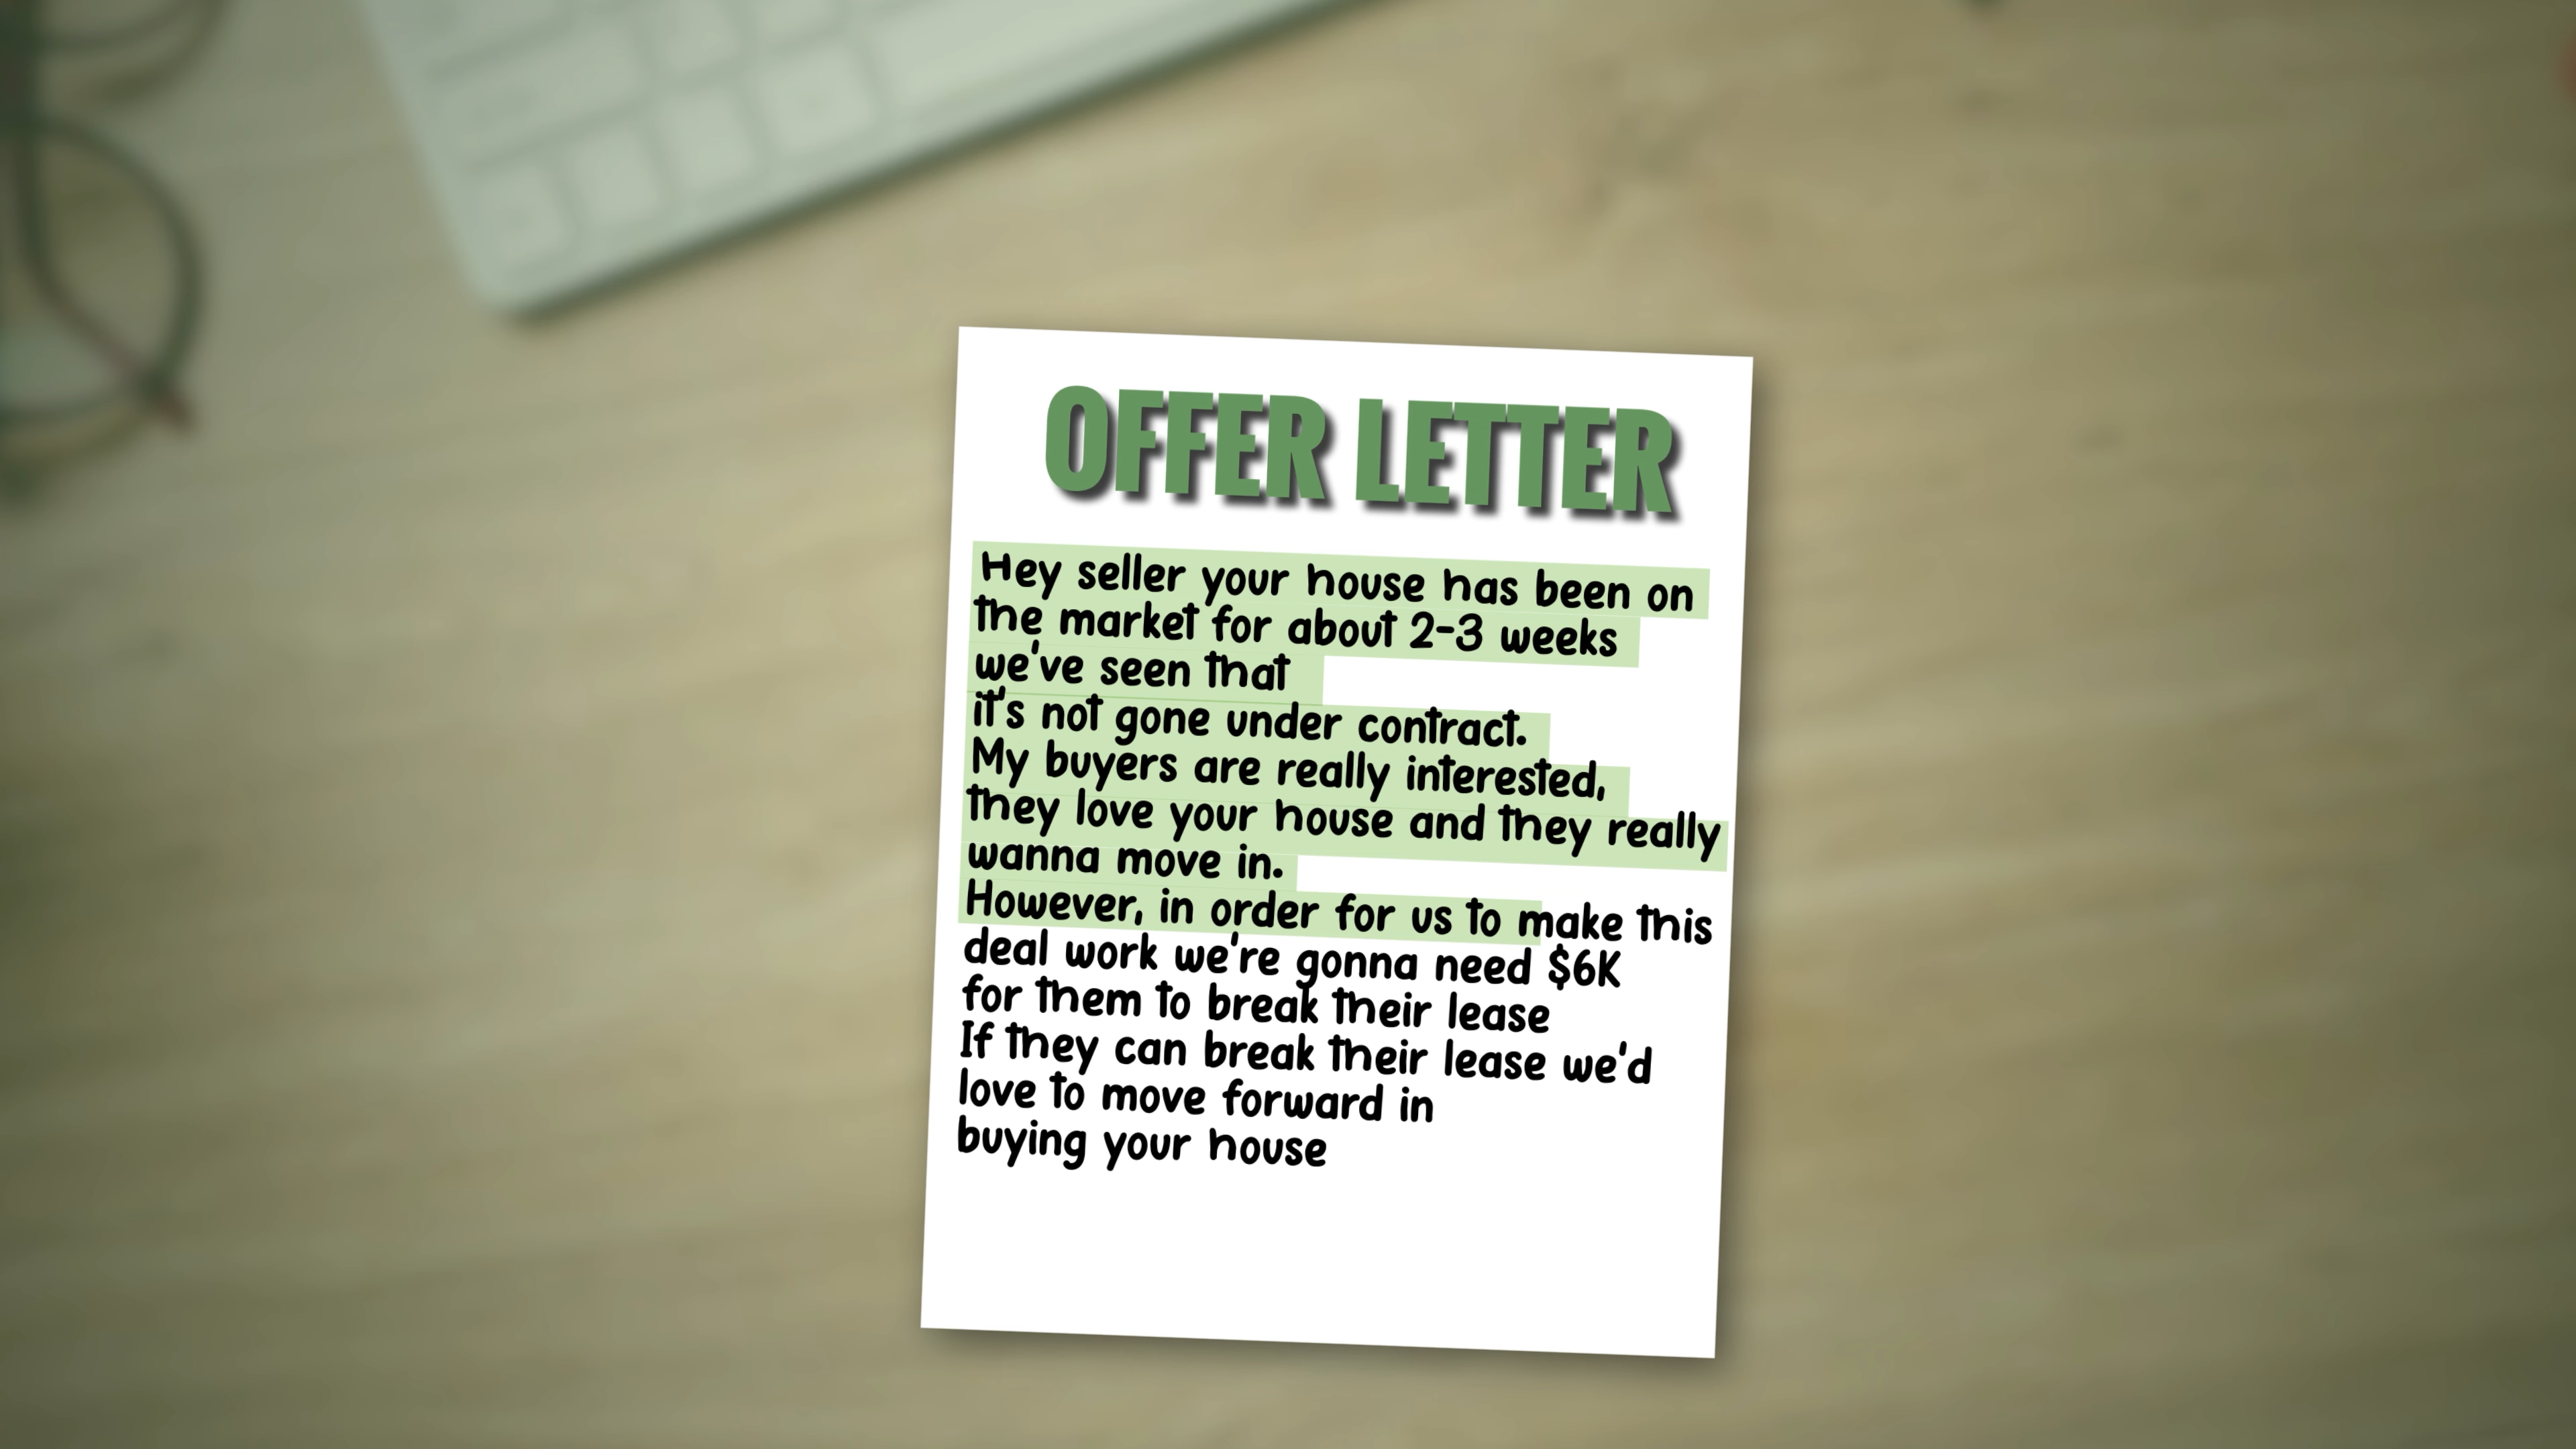 OFFER LETTER
Hey seller your house has been on
the market for about 2-3 weeks
we've seen that
it's not gone under contract.
My buyers are really interested,
they love your house and they really
wanna move in.
However, in order for us to make this
deal work we're gonna need $6K
for them to break their lease
If they can break their lease we'd
love to move forward in
buying your house